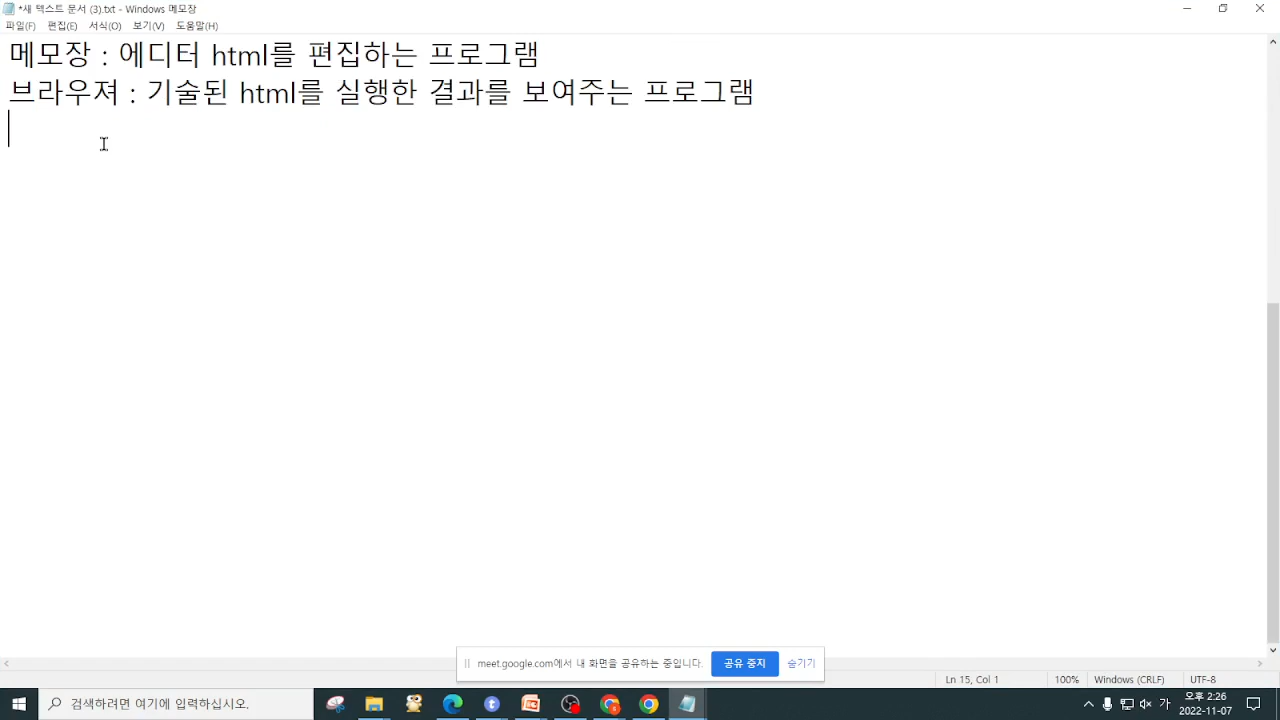 *새 텍스트 문서 (3).txt - Windows 메모장
파일(F) 편집(E) 서식(O) 보기(V) 도움말(H)
메모장 : 에디터 html를 편집하는 프로그램
브라우져 : 기술된 html를 실행한 결과를 보여주는 프로그램
meet.google.com에서 내 화면을 공유하는 중입니다. 공유 중지 숨기기
Ln 15, Col 1 100% Windows (CRLF) UTF-8
검색하려면 여기에 입력하십시오.
가 오후 2:26
2022-11-07